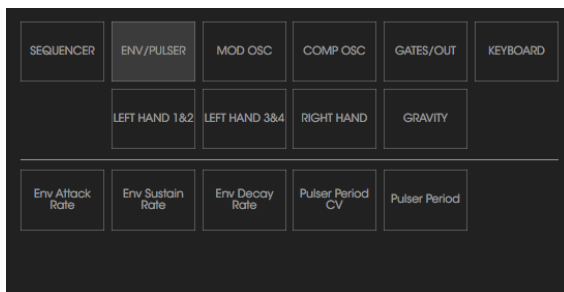 SEQUENCER
ENV/PULSER
MOD OSC
COMP OSC
GATES/OUT
KEYBOARD
LEFT HAND 1&2
LEFT HAND 3&4
RIGHT HAND
GRAVITY
Env Attack
Rate
Env Sustain
Rate
Env Decay
Rate
Pulser Period
CV
Pulser Period